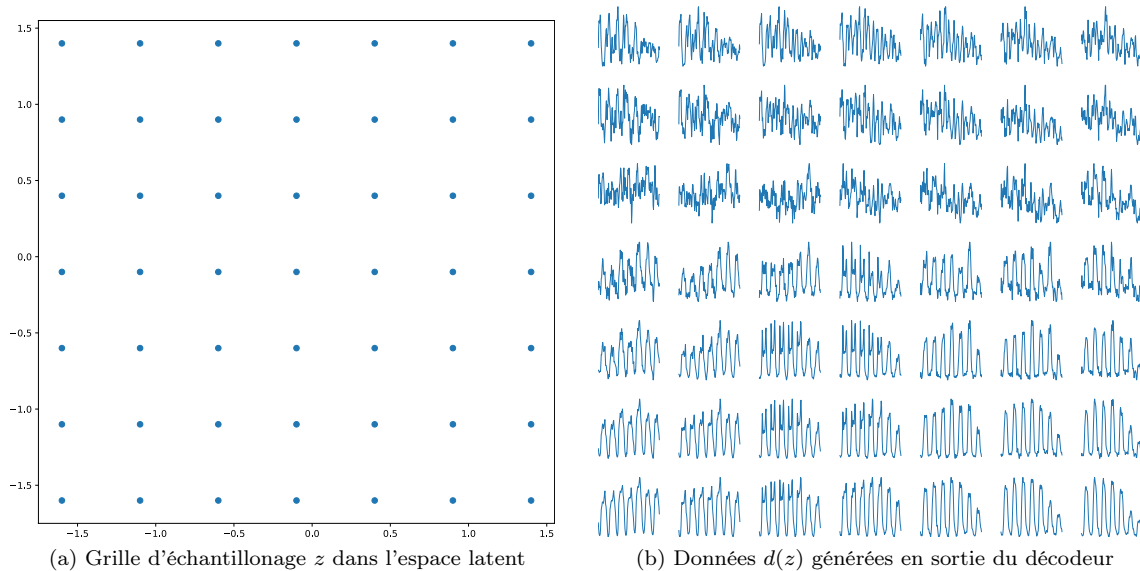 1.5
1.0
0.5
0.0
−0.5
−1.0
−1.5
−1.5 −1.0 −0.5 0.0 0.5 1.0 1.5
(a) Grille d'échantillonage z dans l'espace latent
(b) Données d(z) générées en sortie du décodeur